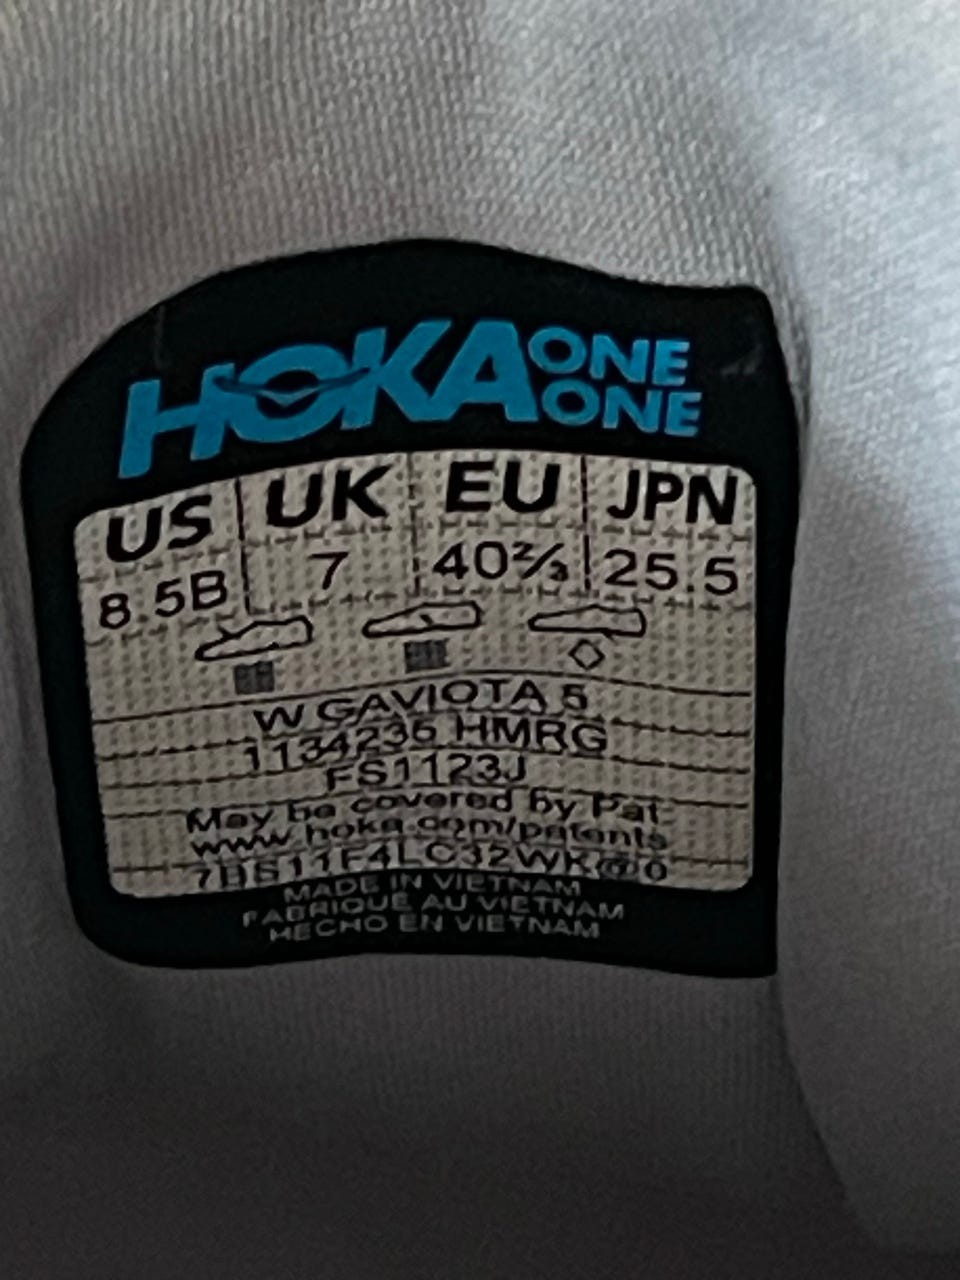 HOKA ONE ONE
US UK EU JPN
8.5B 7 40⅔ 25.5
W GAVIOTA 5
1134235 HMRG
FS1123J
May be covered by Pat.
www.hoka.com/patents
MADE IN VIETNAM
FABRIQUÉ AU VIETNAM
HECHO EN VIETNAM